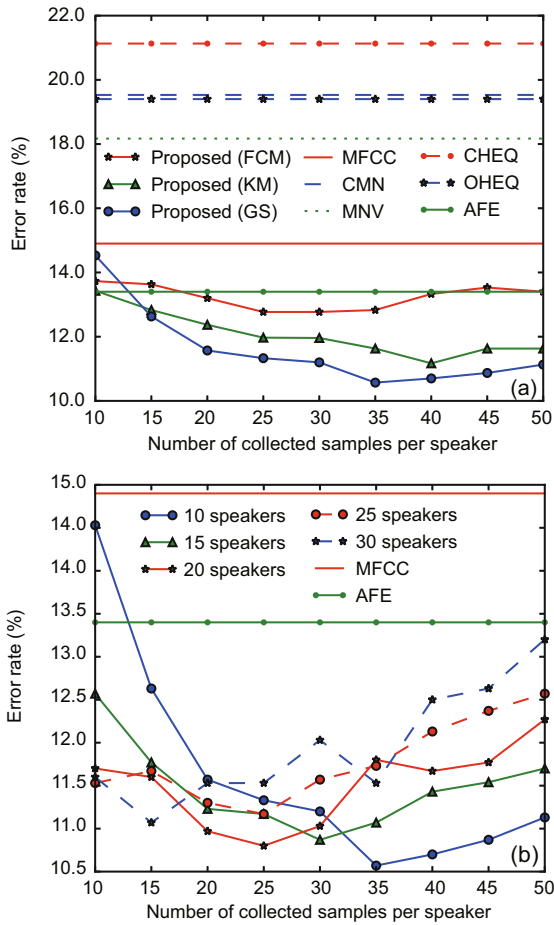 22.0
20.0
18.0
16.0
14.0
12.0
10.0
Error rate (%)
Proposed (FCM)
Proposed (KM)
Proposed (GS)
MFCC
CMN
MNV
CHEQ
OHEQ
AFE
(a)
10 15 20 25 30 35 40 45 50
Number of collected samples per speaker
15.0
14.0
14.0
13.4
13.0
12.5
12.0
11.5
11.0
10.5
Error rate (%)
10 speakers
15 speakers
20 speakers
25 speakers
30 speakers
MFCC
AFE
(b)
10 15 20 25 30 35 40 45 50
Number of collected samples per speaker